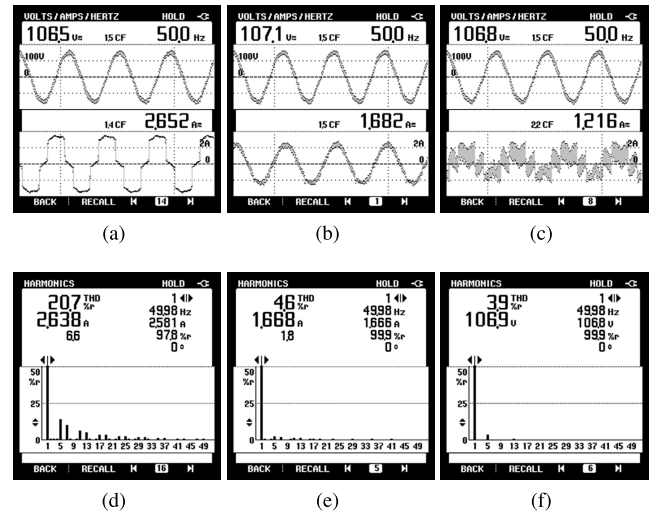 VOLTS/AMPS/HERTZ HOLD
106,5 V≂ 1,5 CF 50,0 Hz
100V
0
1,4 CF 2,652 A≂
2A
0
BACK RECALL 14
(a)
VOLTS/AMPS/HERTZ HOLD
107,1 V≂ 1,5 CF 50,0 Hz
100V
0
1,5 CF 1,682 A≂
2A
0
BACK RECALL 1
(b)
VOLTS/AMPS/HERTZ HOLD
106,8 V≂ 1,5 CF 50,0 Hz
100V
0
2,2 CF 1,216 A≂
2A
0
BACK RECALL 8
(c)
HARMONICS HOLD
20,7 THD %r 1
2,638 A 49,98 Hz
6,6 2,581 A
97,8 %r
0 °
50
%r
25
0
1 5 9 13 17 21 25 29 33 37 41 45 49
BACK RECALL 16
(d)
HARMONICS HOLD
4,6 THD %r 1
1,668 A 49,98 Hz
1,8 1,666 A
99,9 %r
0 °
50
%r
25
0
1 5 9 13 17 21 25 29 33 37 41 45 49
BACK RECALL 5
(e)
HARMONICS HOLD
3,9 THD %r 1
106,9 V 49,98 Hz
106,8 V
99,9 %r
0 °
50
%r
25
0
1 5 9 13 17 21 25 29 33 37 41 45 49
BACK RECALL 6
(f)